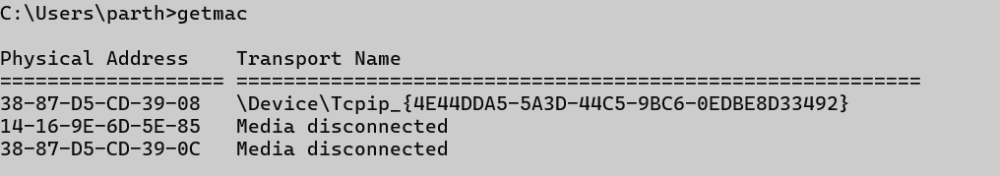 C:\Users\parth>getmac
Physical Address    Transport Name
=================== ==========================================================
38-87-D5-CD-39-08   \Device\Tcpip_{4E44DDA5-5A3D-44C5-9BC6-0EDBE8D33492}
14-16-9E-6D-5E-85   Media disconnected
38-87-D5-CD-39-0C   Media disconnected